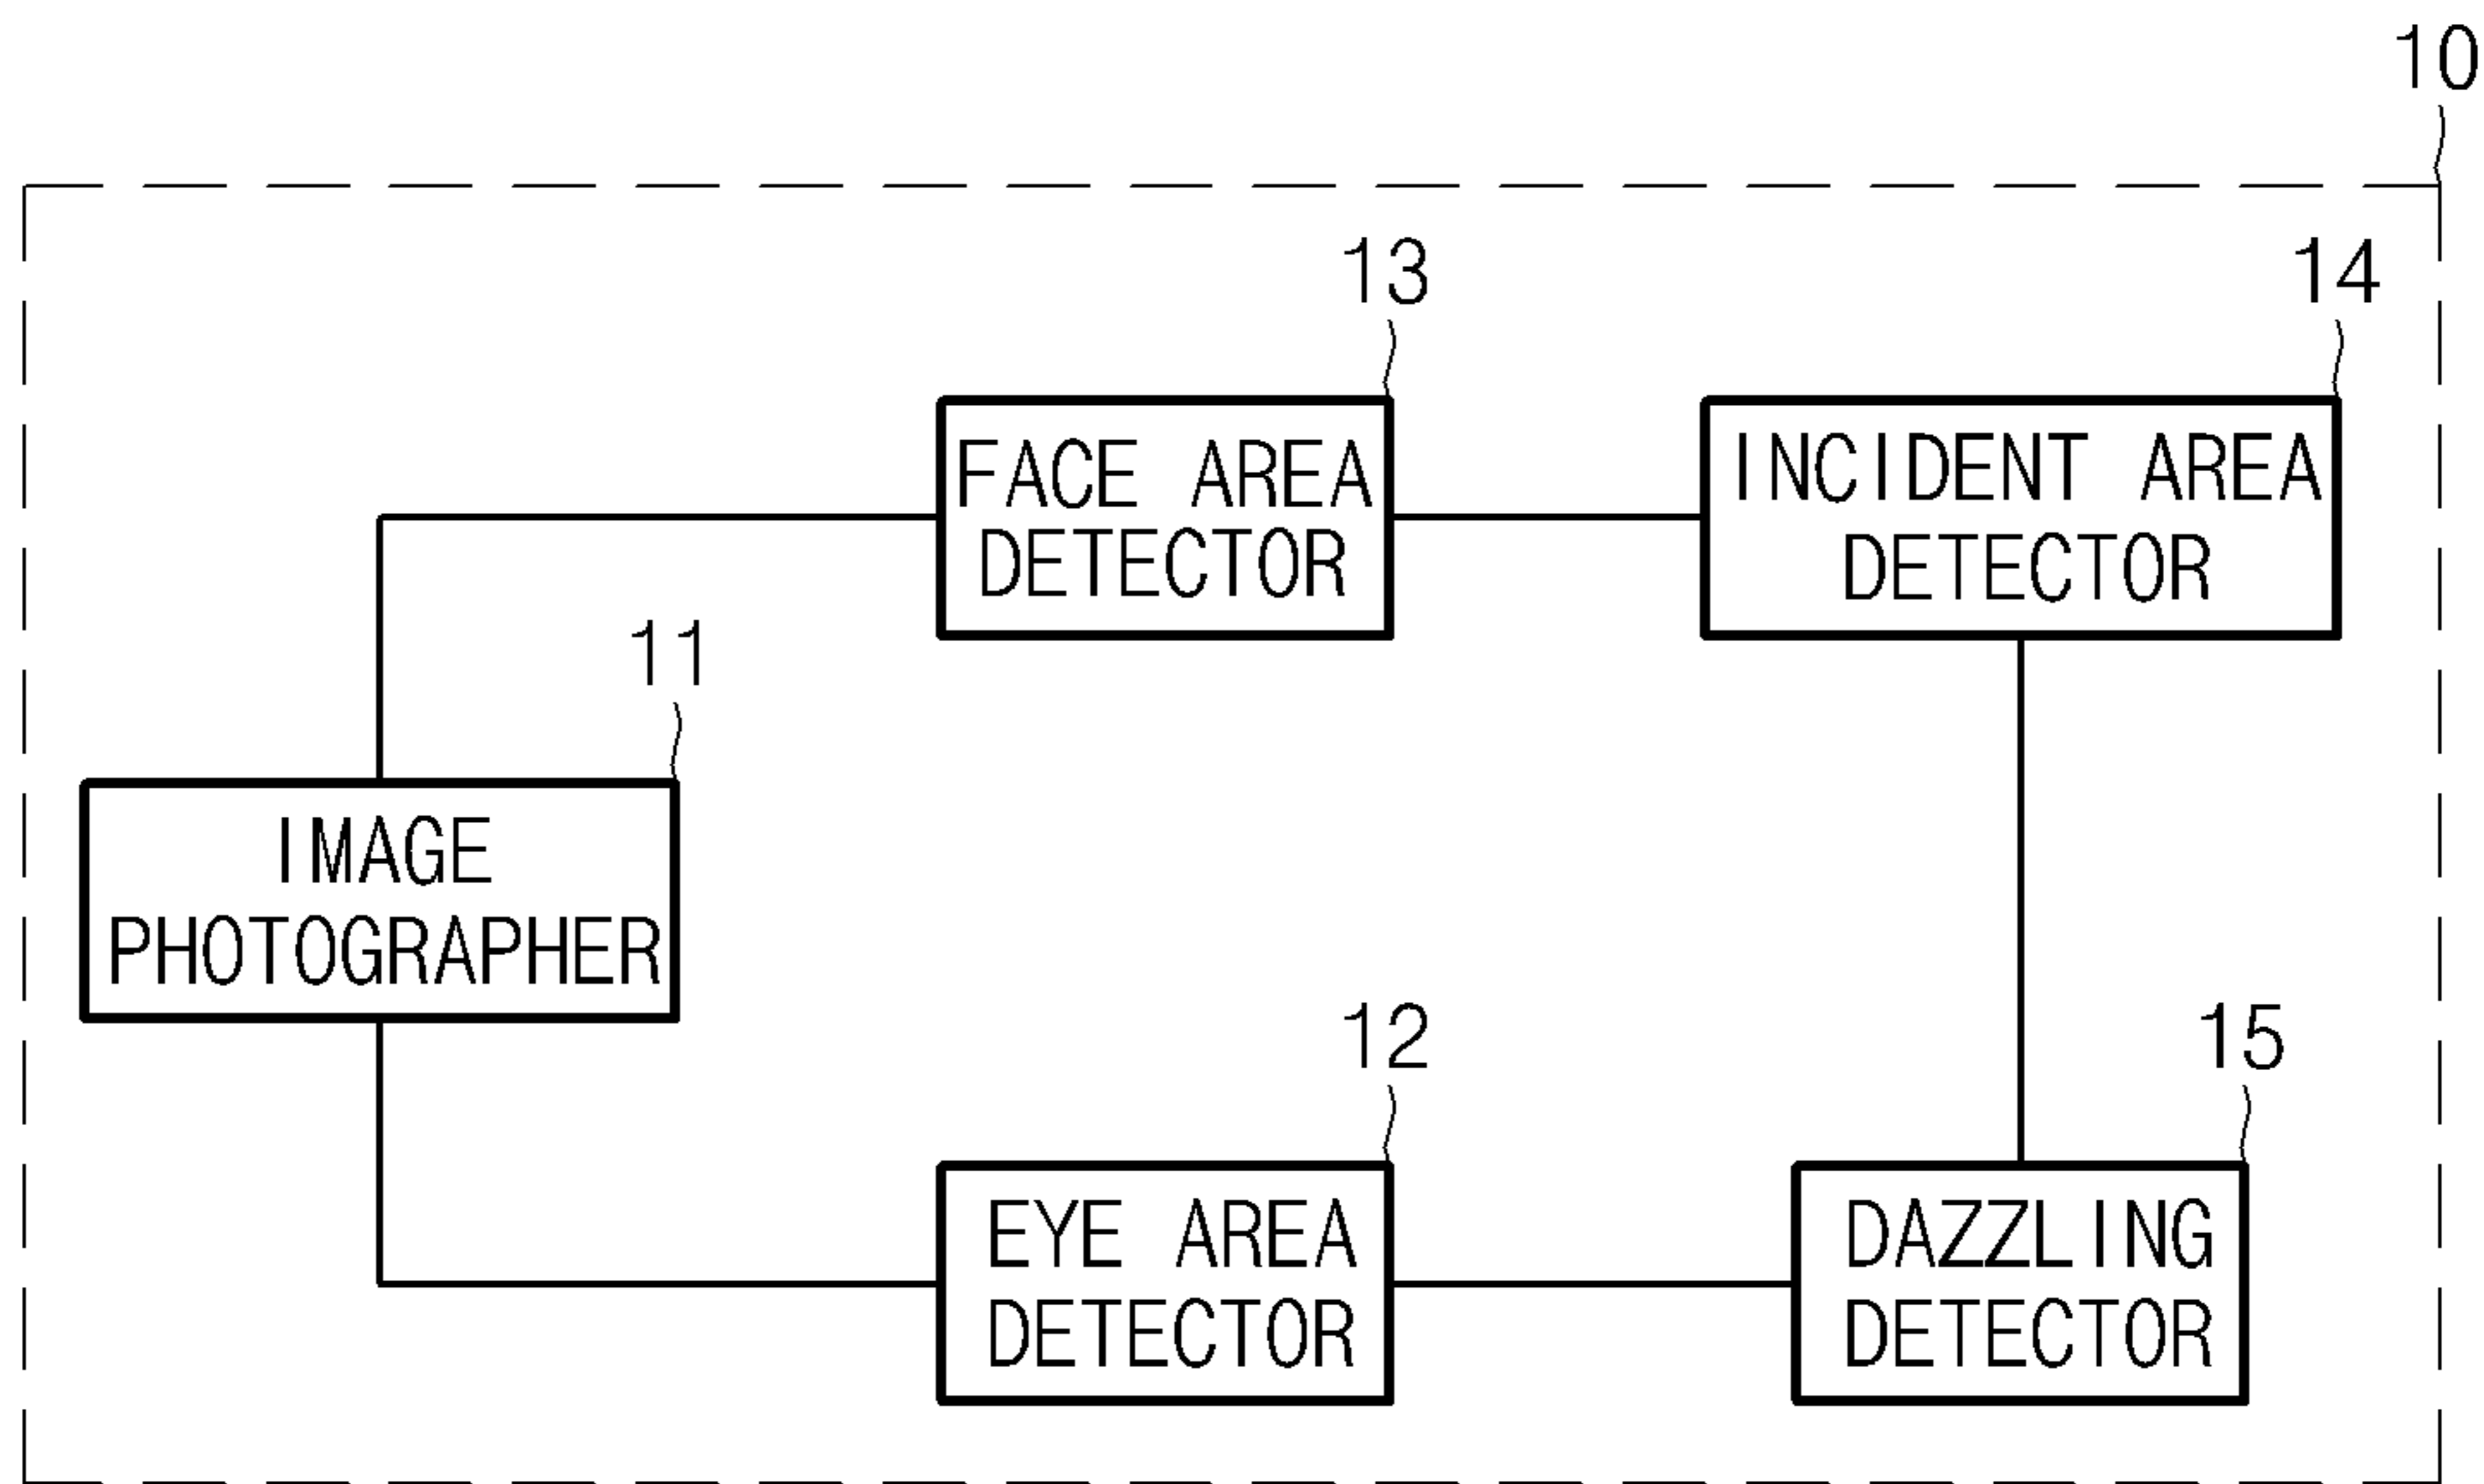 10
13
14
FACE AREA
DETECTOR
INCIDENT AREA
DETECTOR
11
IMAGE
PHOTOGRAPHER
12
15
EYE AREA
DETECTOR
DAZZLING
DETECTOR